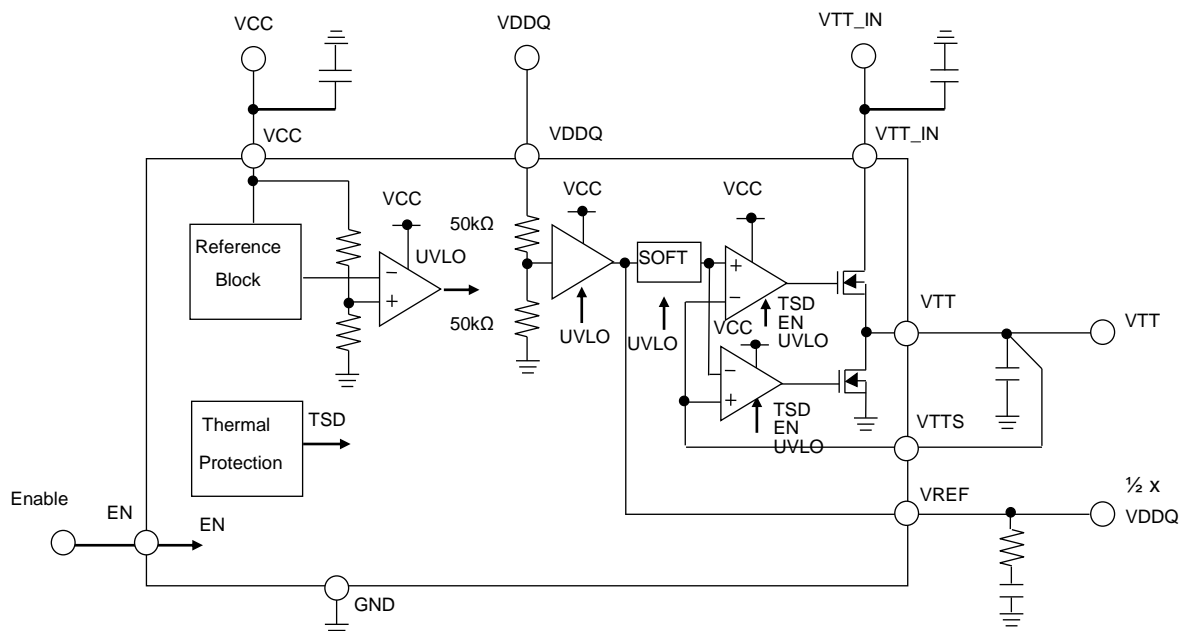 VCC
VDDQ
VTT_IN
VCC
VDDQ
VTT_IN
VCC
VCC
VCC
50kΩ
Reference
Block
UVLO
SOFT
−
+
+
−
50kΩ
UVLO
UVLO
TSD
EN
UVLO
VCC
VTT
VTT
−
+
Thermal
Protection
TSD
TSD
EN
UVLO
VTTS
Enable
EN
EN
VREF
½ x
VDDQ
GND